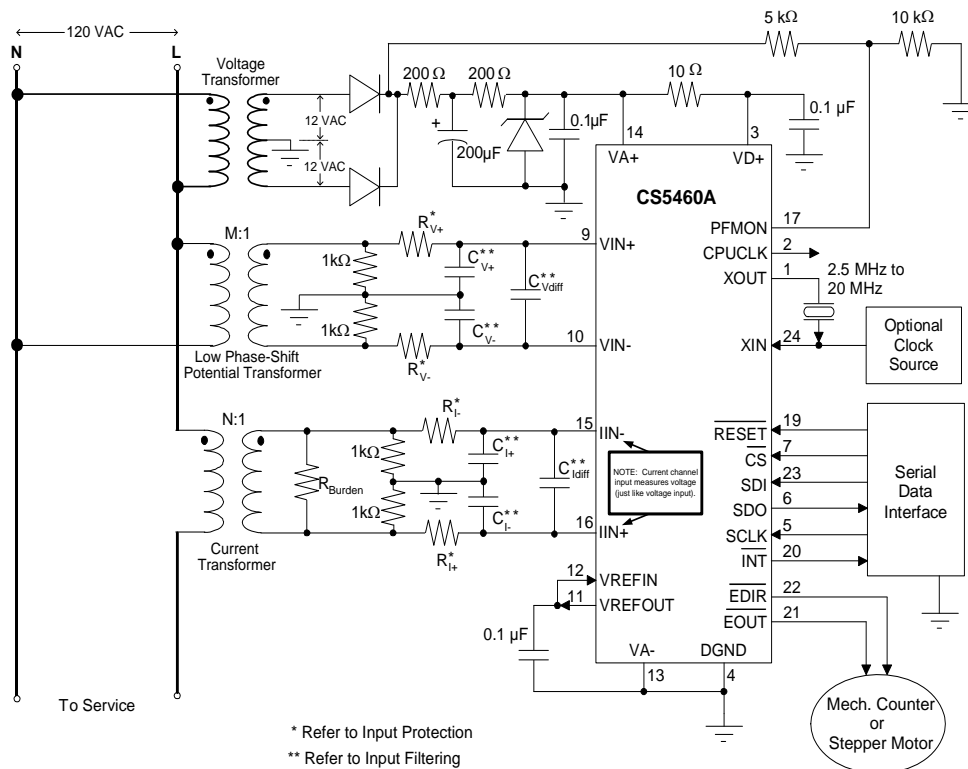 120 VAC
N
L
5 kΩ
10 kΩ
Voltage
Transformer
200 Ω
200 Ω
10 Ω
12 VAC
12 VAC
+
200µF
0.1µF
0.1 µF
14
VA+
3
VD+
CS5460A
M:1
1kΩ
1kΩ
R*V+
R*V-
C**V+
C**V-
C**Vdiff
9
VIN+
10
VIN-
Low Phase-Shift
Potential Transformer
PFMON
17
CPUCLK
2
XOUT
1
2.5 MHz to
20 MHz
XIN
24
Optional
Clock
Source
N:1
RBurden
1kΩ
1kΩ
R*I-
R*I+
C**I+
C**I-
C**Idiff
15
IIN-
16
IIN+
NOTE: Current channel
input measures voltage
(just like voltage input).
Current
Transformer
RESET
19
CS
7
SDI
23
SDO
6
SCLK
5
INT
20
Serial
Data
Interface
12
VREFIN
11
VREFOUT
0.1 µF
EDIR
22
EOUT
21
VA-
13
DGND
4
Mech. Counter
or
Stepper Motor
To Service
* Refer to Input Protection
** Refer to Input Filtering